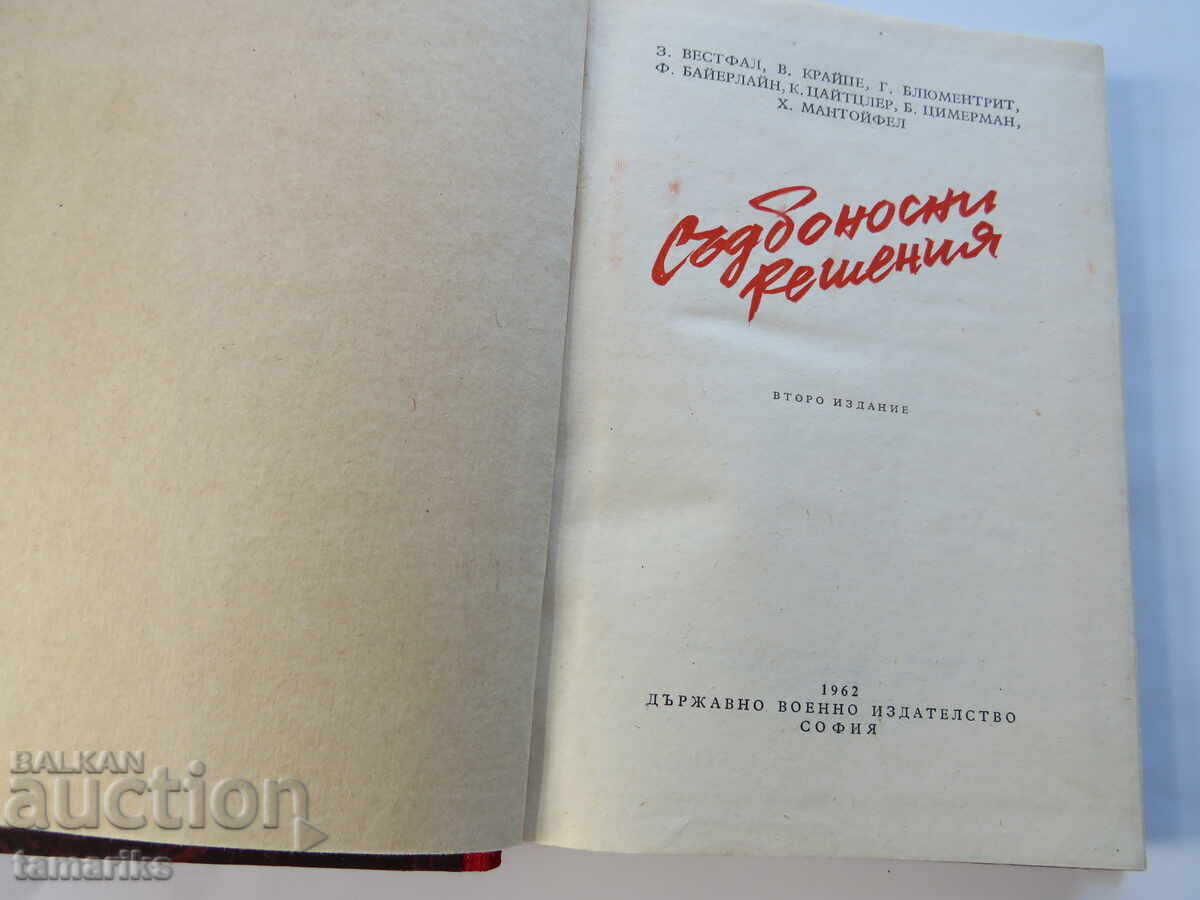 З. ВЕСТФАЛ, В. КРАЙПЕ, Г. БЛЮМЕНТРИТ,
Ф. БАЙЕРЛАЙН, К. ЦАЙТЦЛЕР, Б. ЦИМЕРМАН,
Х. МАНТОЙФЕЛ
Съдбоносни
решения
ВТОРО ИЗДАНИЕ
1962
ДЪРЖАВНО ВОЕННО ИЗДАТЕЛСТВО
СОФИЯ
BALKAN
auction
tamariks